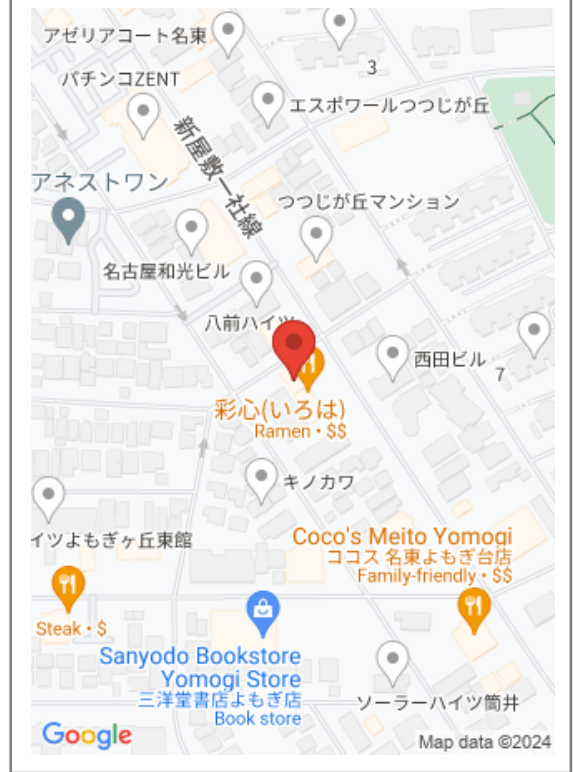 アゼリアコート名東
3
パチンコZENT
エスポワールつつじが丘
新屋敷一社線
アネストワン
つつじが丘マンション
名古屋和光ビル
八前ハイツ
西田ビル
7
彩心(いろは)
Ramen・$$
キノカワ
イツよもぎヶ丘東館
Coco's Meito Yomogi
ココス 名東よもぎ台店
Family-friendly・$$
Steak・$
Sanyodo Bookstore
Yomogi Store
三洋堂書店よもぎ店
Book store
ソーラーハイツ筒井
Google
Map data ©2024